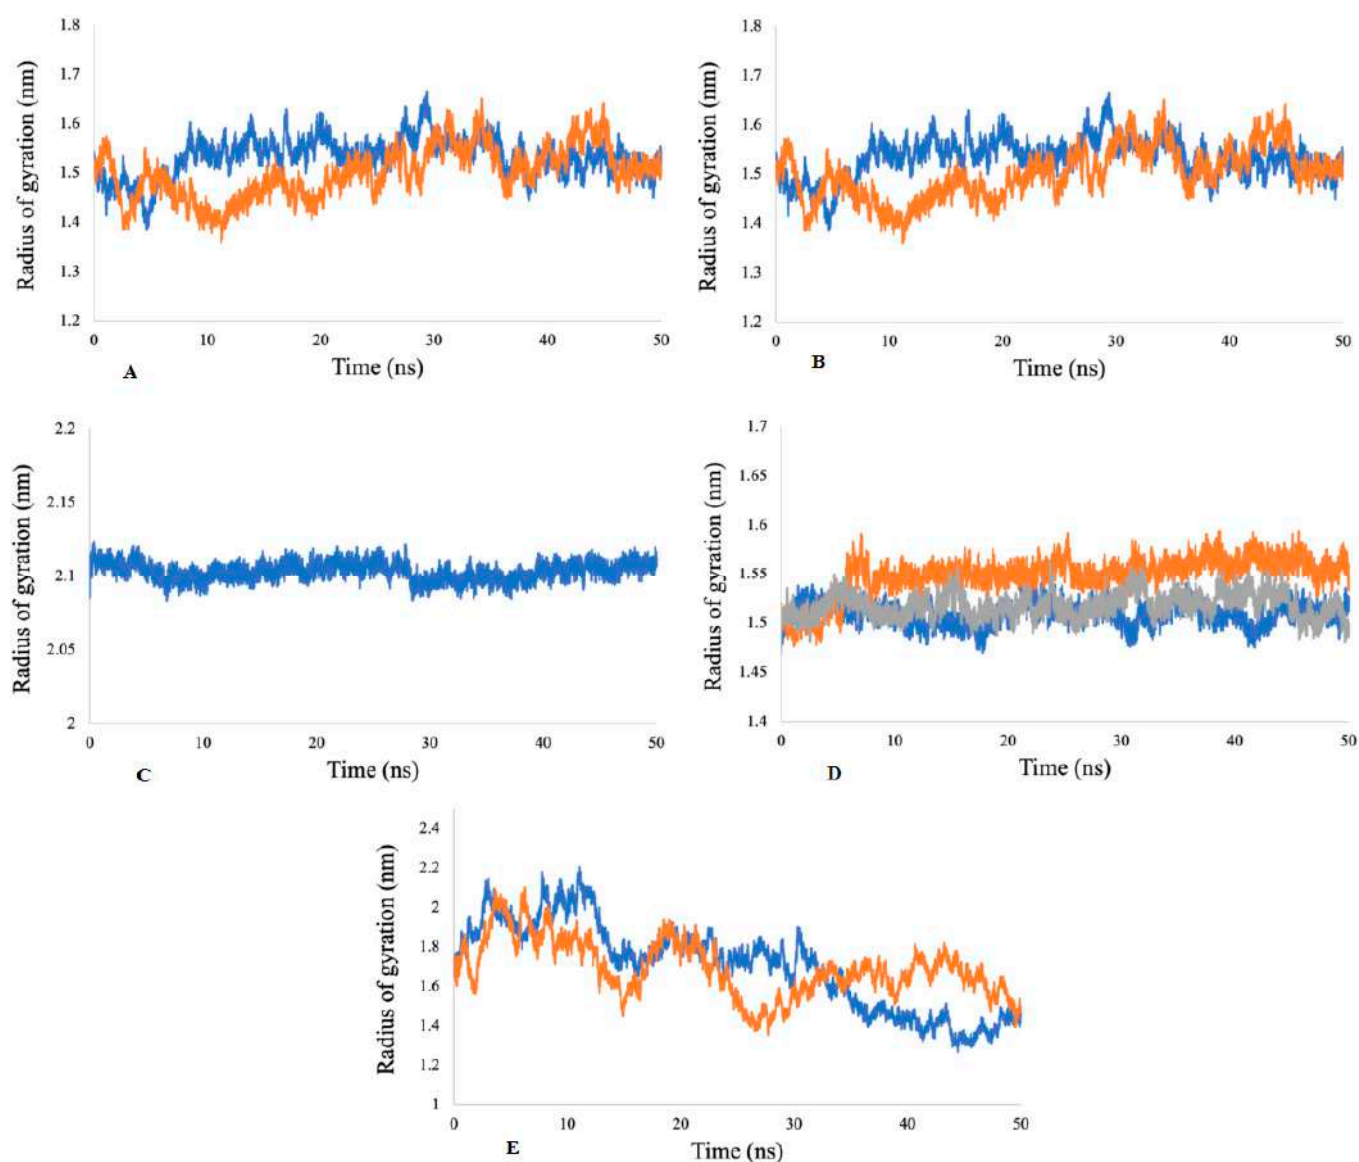 Radius of gyration (nm)
1.8
1.7
1.6
1.5
1.4
1.3
1.2
0 10 20 30 40 50
A Time (ns)
Radius of gyration (nm)
1.8
1.7
1.6
1.5
1.4
1.3
1.2
0 10 20 30 40 50
B Time (ns)
Radius of gyration (nm)
2.2
2.15
2.1
2.05
2
0 10 20 30 40 50
C Time (ns)
Radius of gyration (nm)
1.7
1.65
1.6
1.55
1.5
1.45
1.4
0 10 20 30 40 50
D Time (ns)
Radius of gyration (nm)
2.4
2.2
2
1.8
1.6
1.4
1.2
1
0 10 20 30 40 50
E Time (ns)